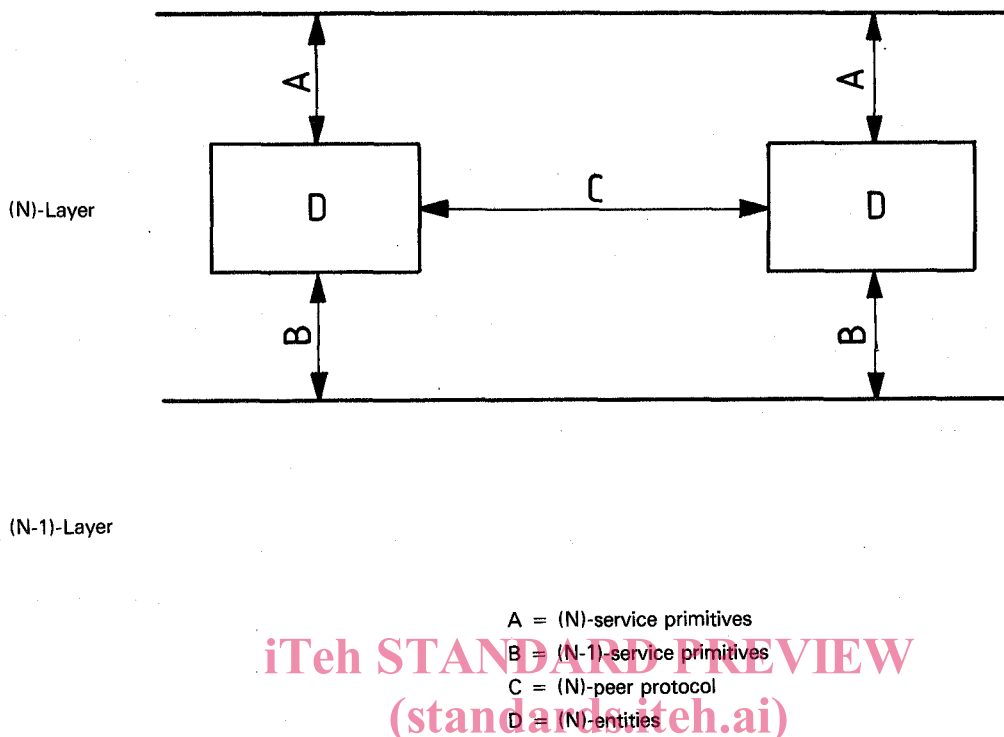 A A
(N)-Layer D C D
B B
(N-1)-Layer
A = (N)-service primitives
iTeh STANDARD PREVIEW
B = (N-1)-service primitives
C = (N)-peer protocol
(standards.iteh.ai)
D = (N)-entities